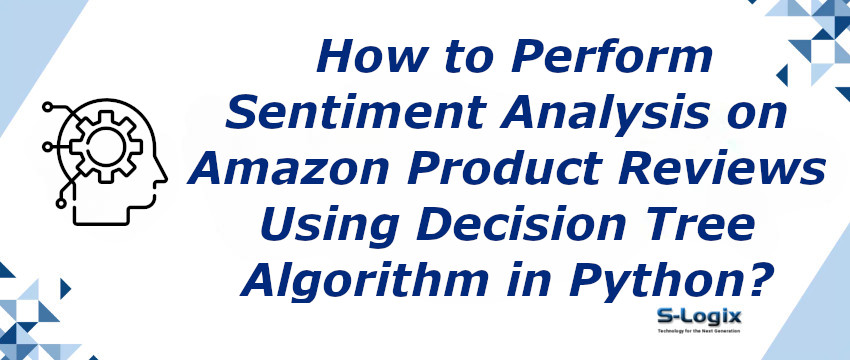 How to Perform
Sentiment Analysis on
Amazon Product Reviews
Using Decision Tree
Algorithm in Python?
S-Logix
Technology for the Next Generation